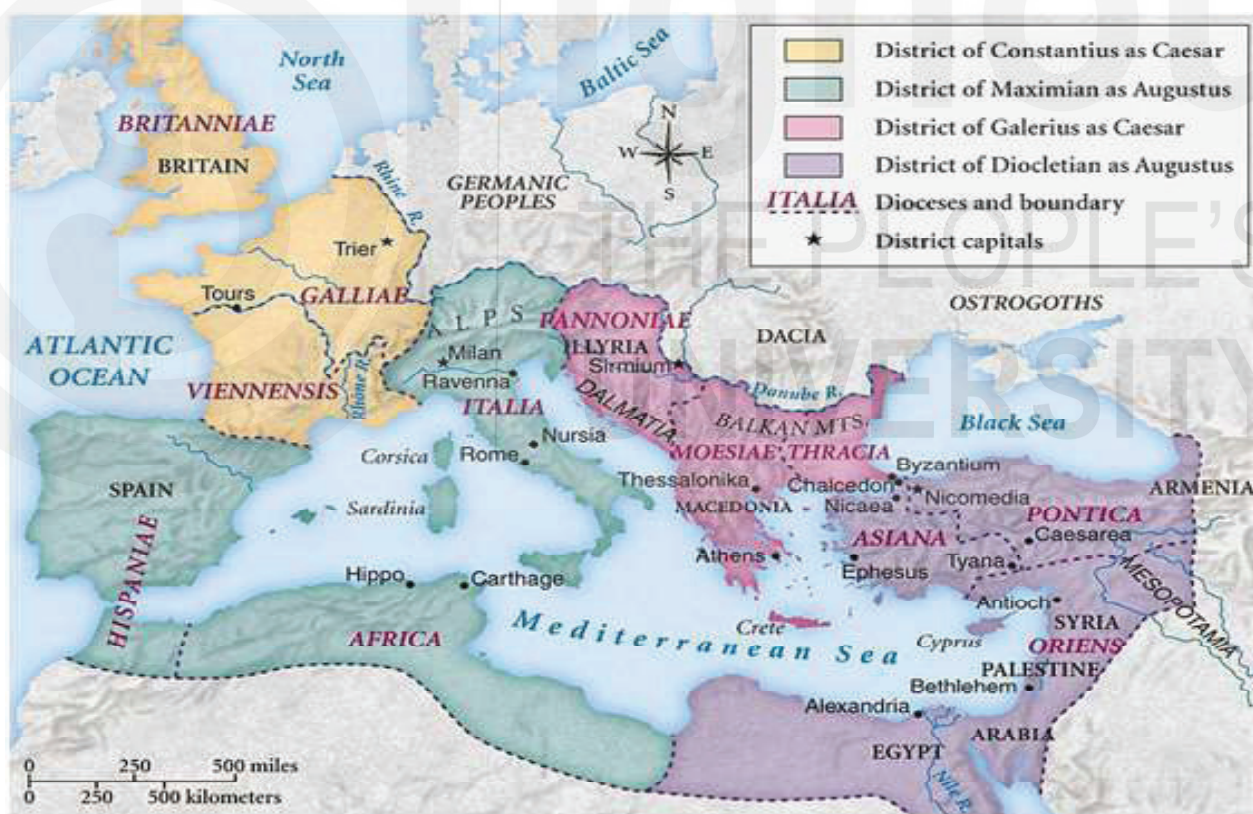 North
Sea
Baltic Sea
District of Constantius as Caesar
District of Maximian as Augustus
District of Galerius as Caesar
District of Diocletian as Augustus
ITALIA
Dioceses and boundary
District capitals
THE PEOPLE'S
UNIVERSITY
N
W
E
S
BRITANNIAE
BRITAIN
Rhine R.
GERMANIC
PEOPLES
Trier
Tours
GALLIAE
ATLANTIC
OCEAN
VIENNENSIS
Rhône R.
ALPS
Milan
Ravenna
ITALIA
PANNONIAE
ILLYRIA
Sirmium
DACIA
OSTROGOTHS
Danube R.
DALMATIA
BALKAN MTS.
Black Sea
Corsica
Nursia
Rome
MOESIAE
THRACIA
Byzantium
Thessalonika
Chalcedon
Nicomedia
ARMENIA
SPAIN
Sardinia
MACEDONIA
Nicaea
PONTICA
Caesarea
ASIANA
HISPANIAE
Athens
Ephesus
Tyana
MESOPOTAMIA
Hippo
Carthage
Antioch
SYRIA
AFRICA
Mediterranean Sea
Crete
Cyprus
ORIENS
PALESTINE
Bethlehem
Alexandria
ARABIA
EGYPT
Nile R.
0 250 500 miles
0 250 500 kilometers